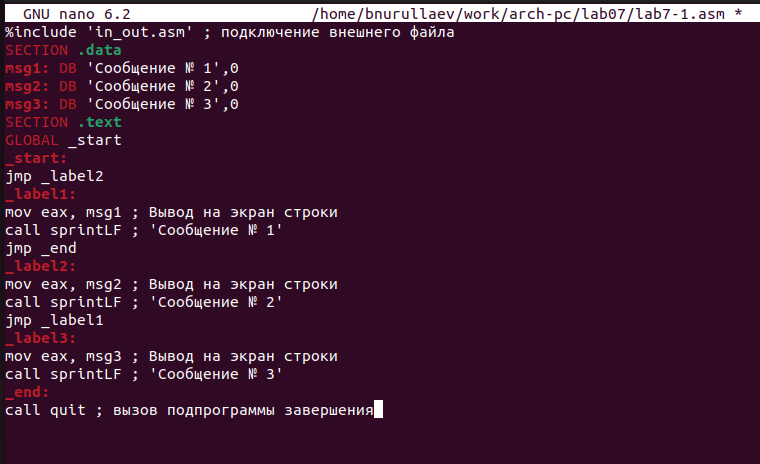 GNU nano 6.2 /home/bnurullaev/work/arch-pc/lab07/lab7-1.asm *
%include 'in_out.asm' ; подключение внешнего файла
SECTION .data
msg1: DB 'Сообщение № 1',0
msg2: DB 'Сообщение № 2',0
msg3: DB 'Сообщение № 3',0
SECTION .text
GLOBAL _start
_start:
jmp _label2
_label1:
mov eax, msg1 ; Вывод на экран строки
call sprintLF ; 'Сообщение № 1'
jmp _end
_label2:
mov eax, msg2 ; Вывод на экран строки
call sprintLF ; 'Сообщение № 2'
jmp _label1
_label3:
mov eax, msg3 ; Вывод на экран строки
call sprintLF ; 'Сообщение № 3'
_end:
call quit ; вызов подпрограммы завершения